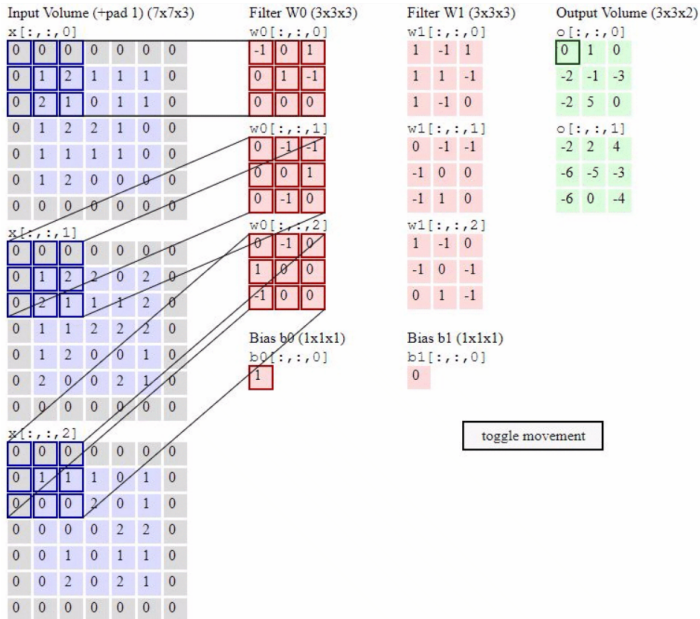 Input Volume (+pad 1) (7x7x3)
x[:,:,0]
0 0 0 0 0 0 0
0 1 2 1 1 1 0
0 2 1 0 1 1 0
0 1 2 2 1 0 0
0 1 1 1 1 0 0
0 1 2 0 0 0 0
0 0 0 0 0 0 0
x[:,:,1]
0 0 0 0 0 0 0
0 1 2 2 0 2 0
0 2 1 1 1 2 0
0 1 1 2 2 2 0
0 1 2 0 0 1 0
0 2 0 0 2 1 0
0 0 0 0 0 0 0
x[:,:,2]
0 0 0 0 0 0 0
0 1 1 1 0 1 0
0 0 0 2 0 1 0
0 0 0 0 2 2 0
0 0 1 0 1 1 0
0 0 2 0 2 1 0
0 0 0 0 0 0 0
Filter W0 (3x3x3)
w0[:,:,0]
-1 0 1
0 1 -1
0 0 0
w0[:,:,1]
0 -1 -1
0 0 1
0 -1 0
w0[:,:,2]
0 -1 0
1 0 0
-1 0 0
Bias b0 (1x1x1)
b0[:,:,0]
1
Filter W1 (3x3x3)
w1[:,:,0]
1 -1 1
1 1 -1
1 -1 0
w1[:,:,1]
0 -1 -1
-1 0 0
-1 1 0
w1[:,:,2]
1 -1 0
-1 0 -1
0 1 -1
Bias b1 (1x1x1)
b1[:,:,0]
0
Output Volume (3x3x2)
o[:,:,0]
0 1 0
-2 -1 -3
-2 5 0
o[:,:,1]
-2 2 4
-6 -5 -3
-6 0 -4
toggle movement